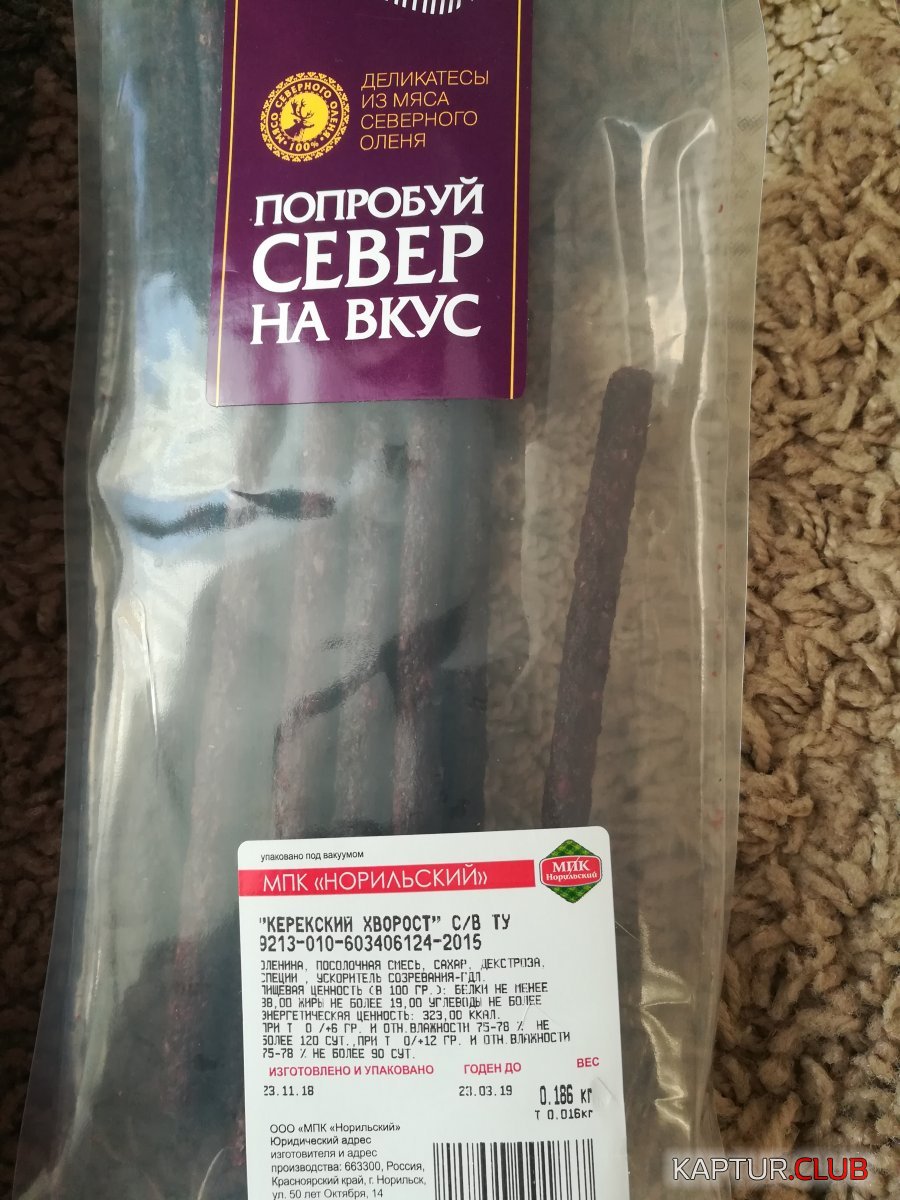 МЯСО СЕВЕРНОГО ОЛЕНЯ
100%
ДЕЛИКАТЕСЫ
ИЗ МЯСА
СЕВЕРНОГО
ОЛЕНЯ
ПОПРОБУЙ
СЕВЕР
НА ВКУС
упаковано под вакуумом
МПК «НОРИЛЬСКИЙ»
МПК
Норильский
"КЕРЕКСКИЙ ХВОРОСТ" С/В ТУ
9213-010-603406124-2015
ОЛЕНИНА, ПОСОЛОЧНАЯ СМЕСЬ, САХАР, ДЕКСТРОЗА,
СПЕЦИИ , УСКОРИТЕЛЬ СОЗРЕВАНИЯ-ГДЛ.
ПИЩЕВАЯ ЦЕННОСТЬ (В 100 ГР.): БЕЛКИ НЕ МЕНЕЕ
38,00 ЖИРЫ НЕ БОЛЕЕ 19,00 УГЛЕВОДЫ НЕ БОЛЕЕ
ЭНЕРГЕТИЧЕСКАЯ ЦЕННОСТЬ: 323,00 ККАЛ.
ПРИ Т 0 /+6 ГР. И ОТН.ВЛАЖНОСТИ 75-78 % НЕ
БОЛЕЕ 120 СУТ.,ПРИ Т 0/+12 ГР. И ОТН.ВЛАЖНОСТИ
75-78 % НЕ БОЛЕЕ 90 СУТ.
ИЗГОТОВЛЕНО И УПАКОВАНО ГОДЕН ДО ВЕС
23.11.18 23.03.19 0.186 кг
Т 0.016кг
ООО «МПК «Норильский»
Юридический адрес
изготовителя и адрес
производства: 663300, Россия,
Красноярский край, г. Норильск,
ул. 50 лет Октября, 14
KAPTUR.CLUB